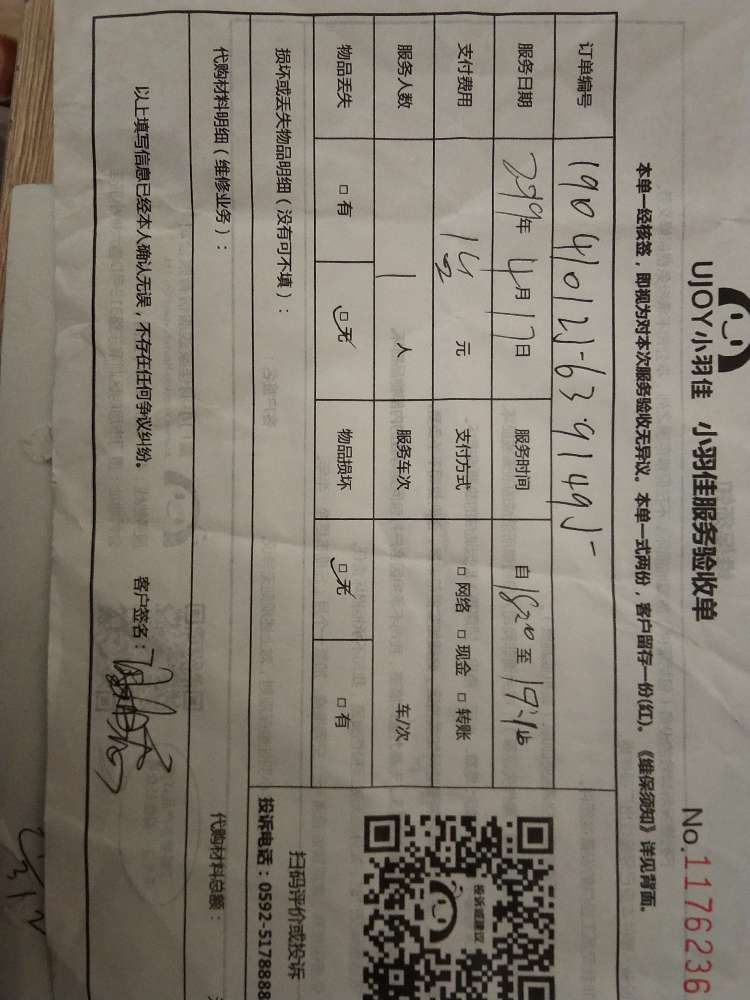 UJOY小羽佳 小羽佳服务验收单
No.1176236
本单一经核签，即视为对本次服务验收无异议。本单一式两份，客户留存一份(红)。《维保须知》详见背面。
订单编号
服务日期 年 4月17日 服务时间 自 1820 至
支付费用 元 支付方式 □网络 □现金 □转账
服务人数 1 人 服务车次 车/次
物品丢失 □有 □无 物品损坏 □无 □有
损坏或丢失物品明细（没有可不填）：
代购材料明细（维修业务）： 代购材料总额：
以上填写信息已经本人确认无误，不存在任何争议纠纷。 客户签名：
投诉或建议
扫码评价或投诉
投诉电话：0592-5178888